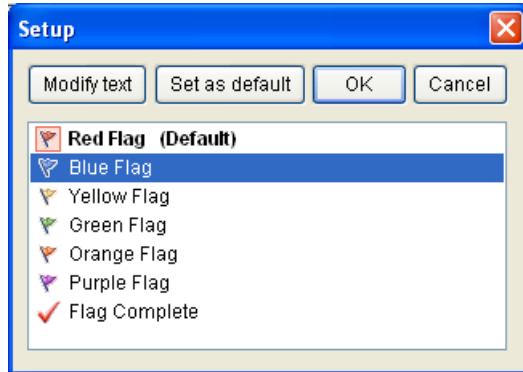 Setup
Modify text Set as default OK Cancel
Red Flag (Default)
Blue Flag
Yellow Flag
Green Flag
Orange Flag
Purple Flag
Flag Complete